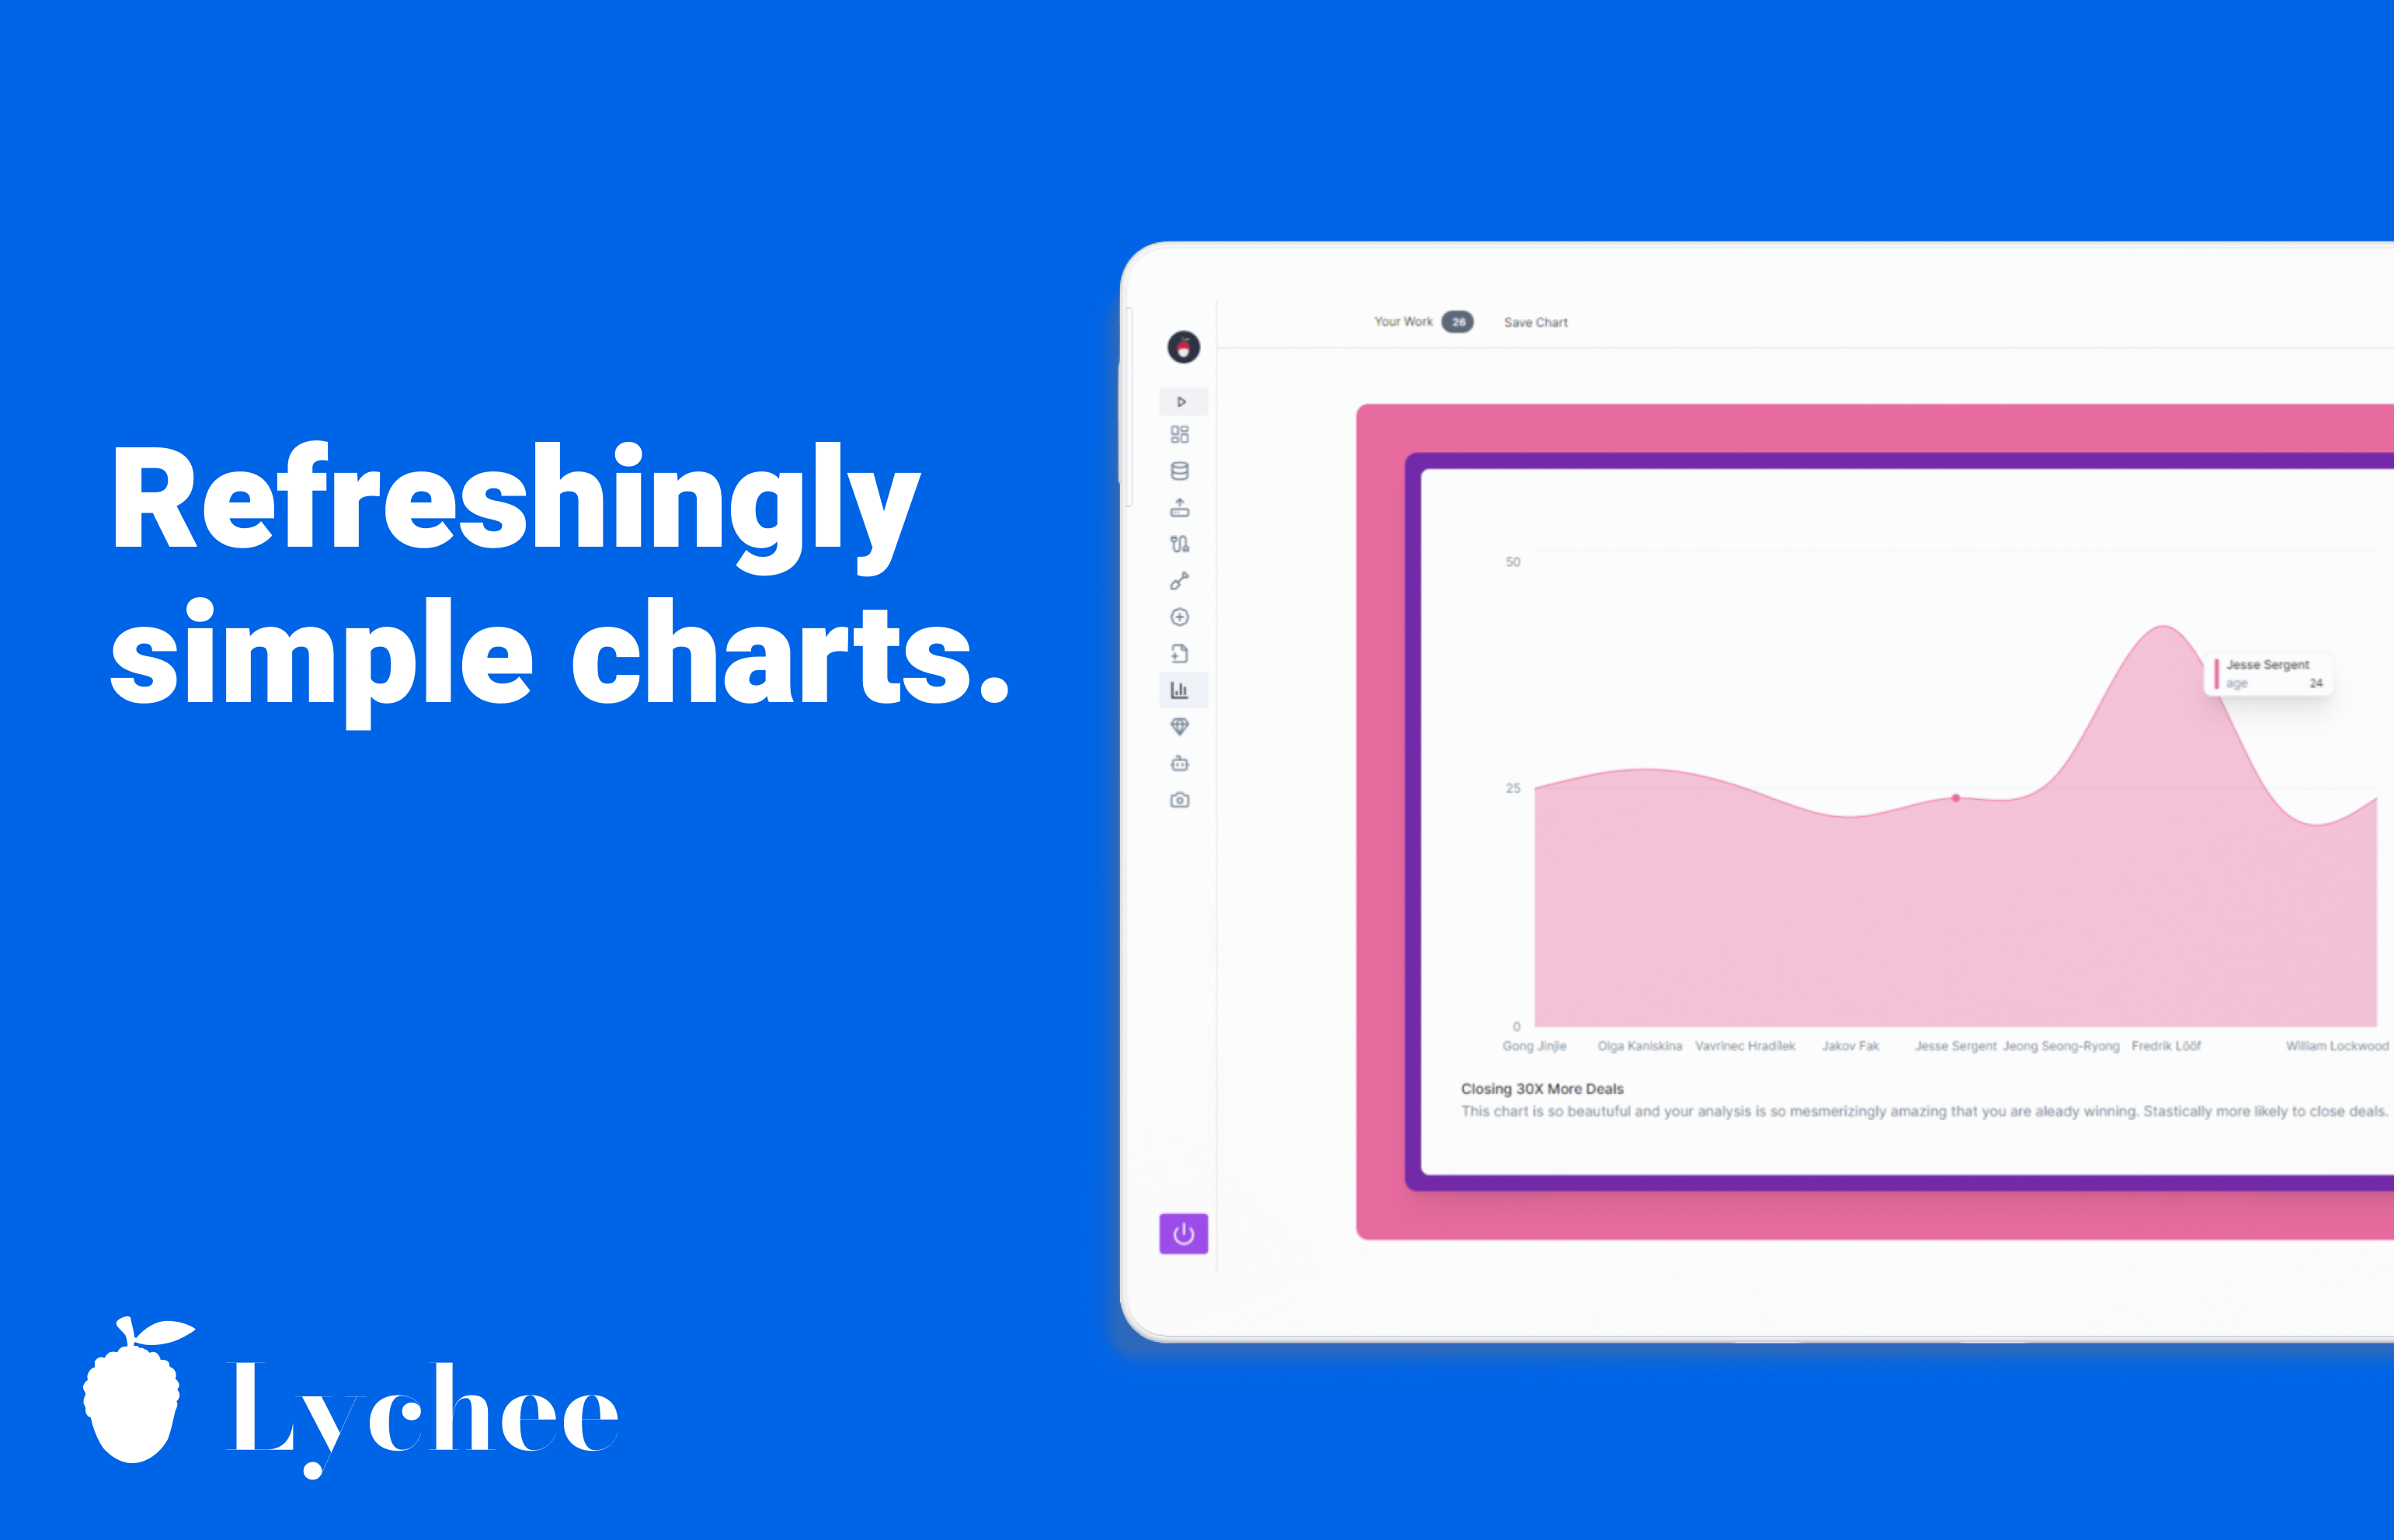 Refreshingly
simple charts.
Lychee
Your Work 26 Save Chart
50
25
0
Jesse Sergent
age 24
Gong Jinjie Olga Kaniskina Vavrinec Hradilek Jakov Fak Jesse Sergent Jeong Seong-Ryong Fredrik Lööf William Lockwood
Closing 30X More Deals
This chart is so beautuful and your analysis is so mesmerizingly amazing that you are aleady winning. Stastically more likely to close deals.